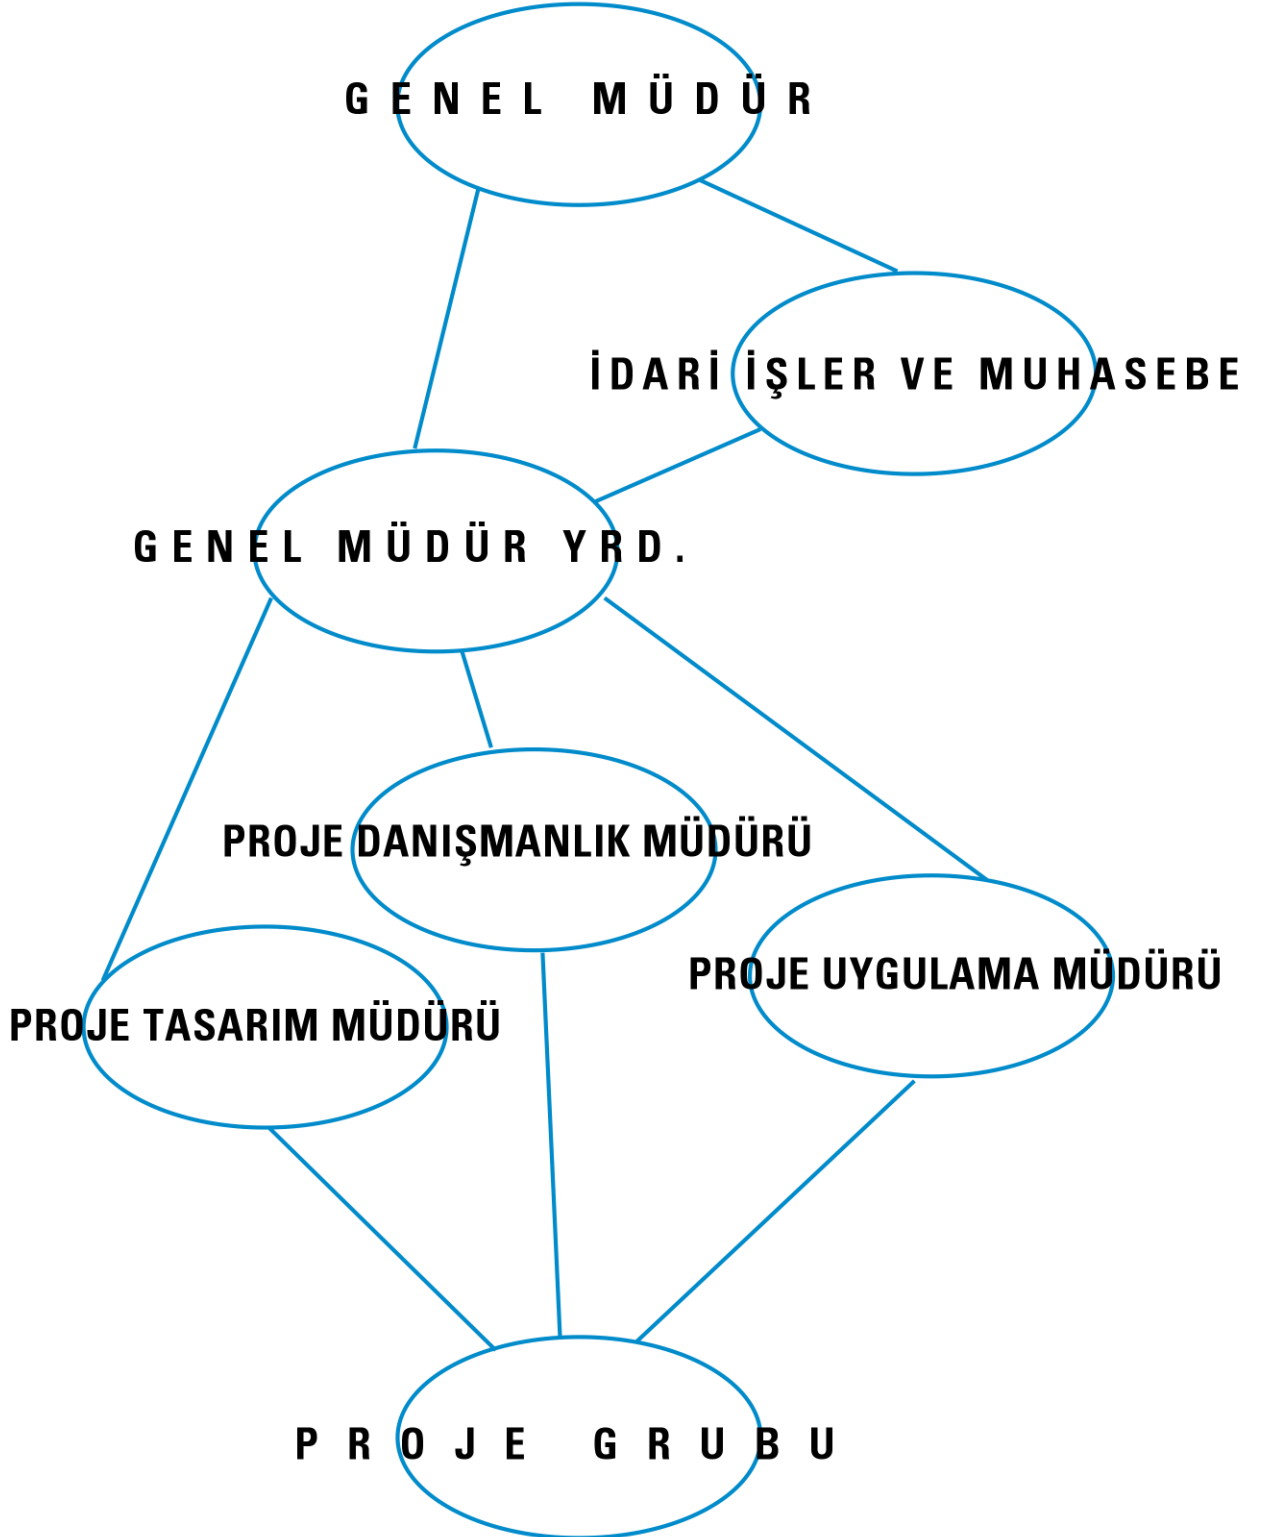 GENEL MÜDÜR
İDARİ İŞLER VE MUHASEBE
GENEL MÜDÜR YRD.
PROJE DANIŞMANLIK MÜDÜRÜ
PROJE UYGULAMA MÜDÜRÜ
PROJE TASARIM MÜDÜRÜ
PROJE GRUBU